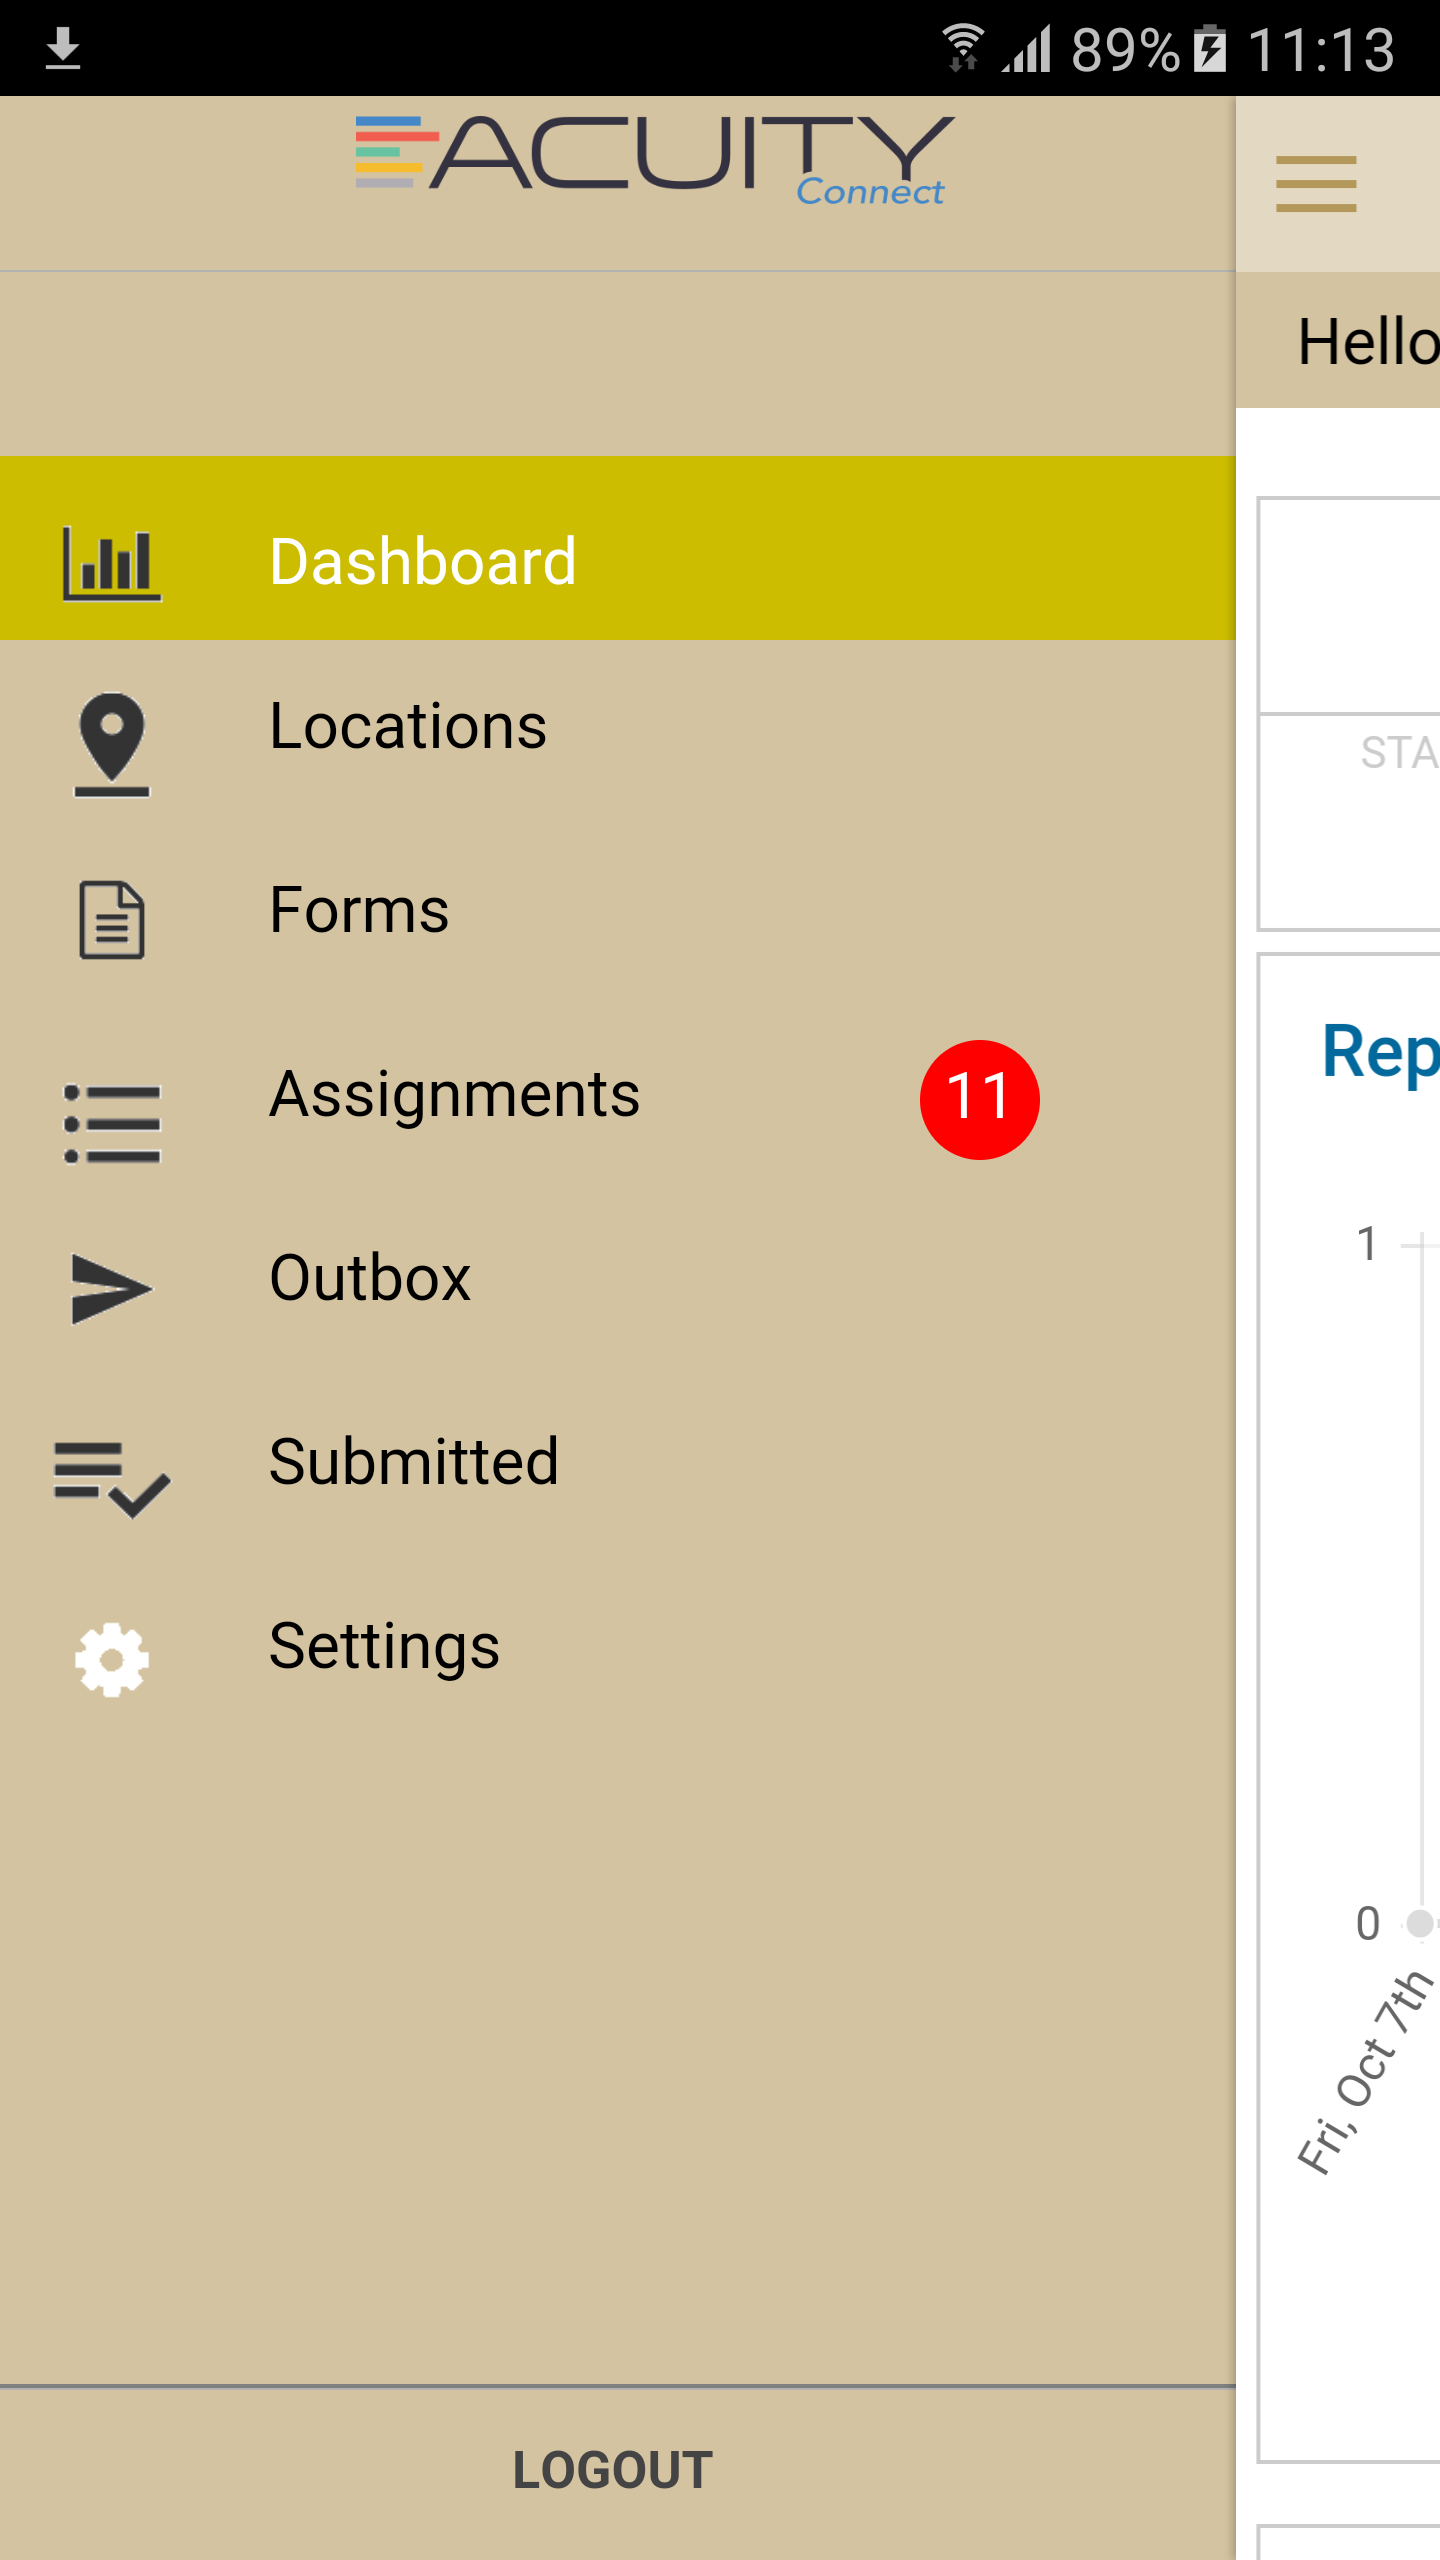 89% 11:13
ACUITY
Connect
Hello
Dashboard
Locations
STA
Forms
Rep
Assignments 11
1
Outbox
Submitted
Settings
0
Fri, Oct 7th
LOGOUT